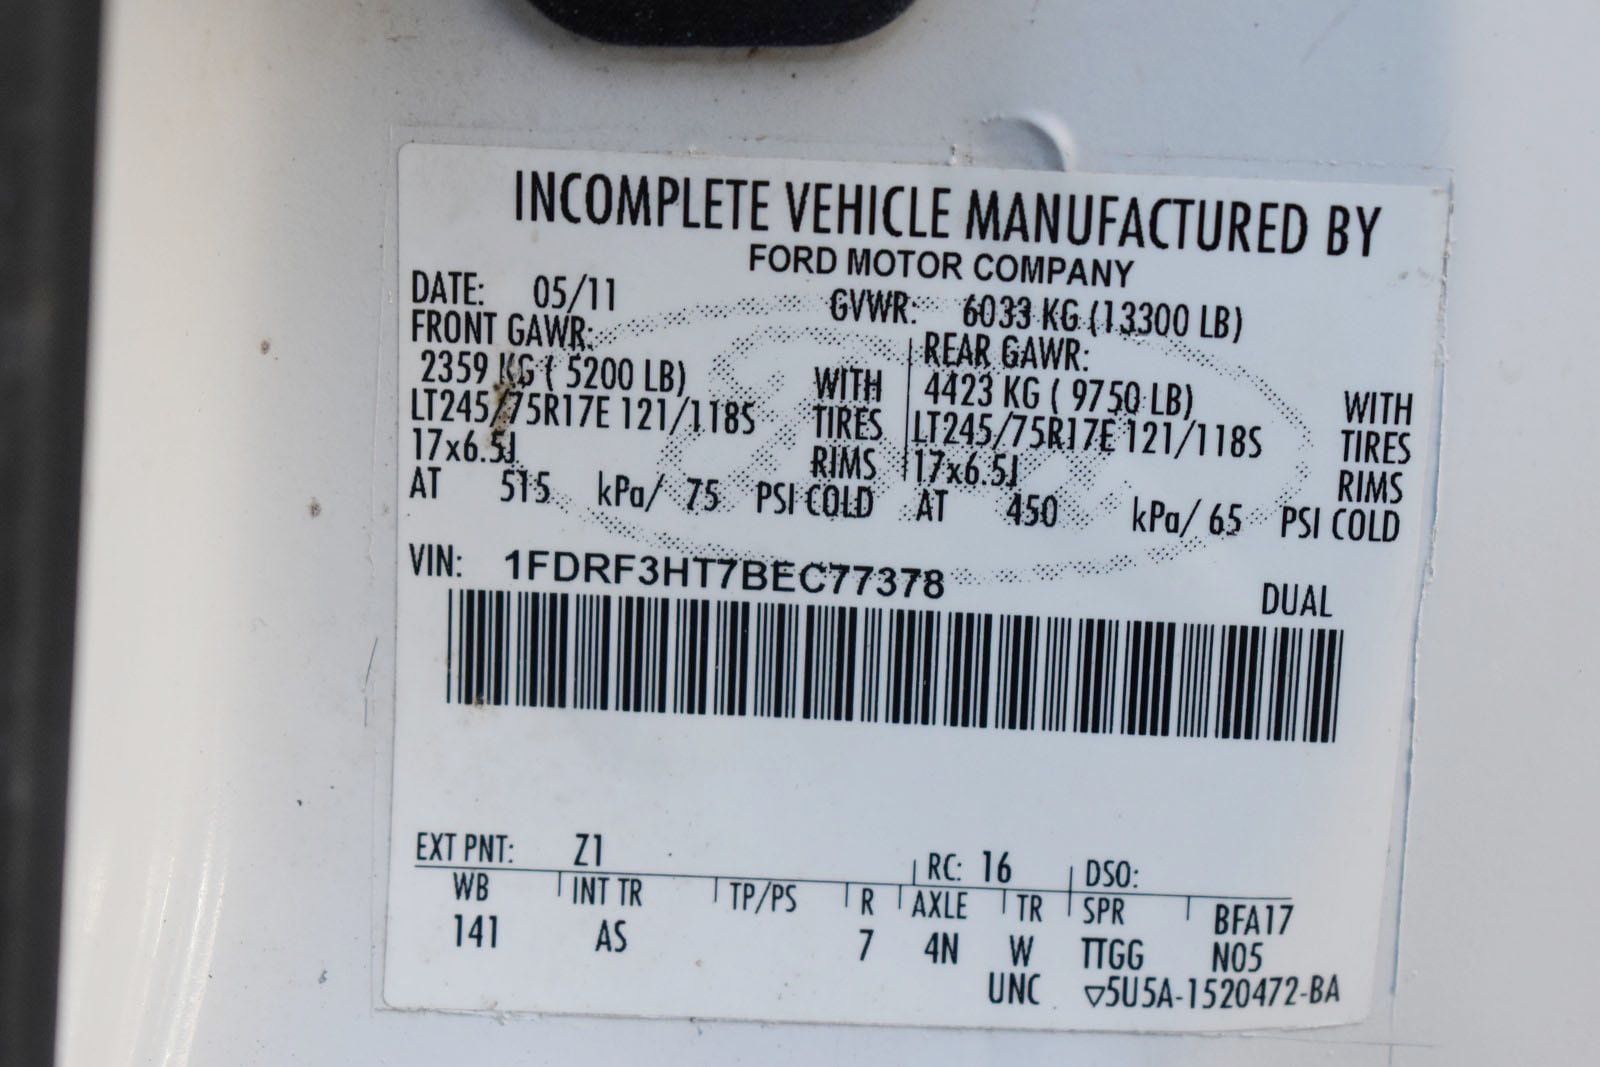 INCOMPLETE VEHICLE MANUFACTURED BY
FORD MOTOR COMPANY
DATE: 05/11 GVWR: 6033 KG (13300 LB)
FRONT GAWR: REAR GAWR:
2359 KG ( 5200 LB) WITH 4423 KG ( 9750 LB) WITH
LT245/75R17E 121/118S TIRES LT245/75R17E 121/118S TIRES
17x6.5J RIMS 17x6.5J RIMS
AT 515 kPa/ 75 PSI COLD AT 450 kPa/ 65 PSI COLD
VIN: 1FDRF3HT7BEC77378
DUAL
EXT PNT: Z1 RC: 16 DSO:
WB INT TR TP/PS R AXLE TR SPR BFA17
141 AS 7 4N W TTGG N05
UNC ▽5U5A-1520472-BA